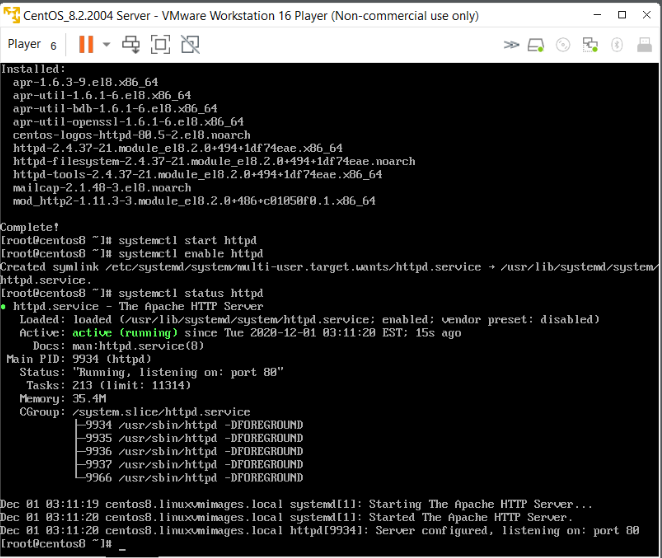 CentOS_8.2.2004 Server - VMware Workstation 16 Player (Non-commercial use only)
Player 6
Installed:
apr-1.6.3-9.el8.x86_64
apr-util-1.6.1-6.el8.x86_64
apr-util-bdb-1.6.1-6.el8.x86_64
apr-util-openssl-1.6.1-6.el8.x86_64
centos-logos-httpd-80.5-2.el8.noarch
httpd-2.4.37-21.module_el8.2.0+494+1df74eae.x86_64
httpd-filesystem-2.4.37-21.module_el8.2.0+494+1df74eae.noarch
httpd-tools-2.4.37-21.module_el8.2.0+494+1df74eae.x86_64
mailcap-2.1.48-3.el8.noarch
mod_http2-1.11.3-3.module_el8.2.0+486+c01050f0.1.x86_64
Complete!
[root@centos8 ~]# systemctl start httpd
[root@centos8 ~]# systemctl enable httpd
Created symlink /etc/systemd/system/multi-user.target.wants/httpd.service → /usr/lib/systemd/system/
httpd.service.
[root@centos8 ~]# systemctl status httpd
● httpd.service - The Apache HTTP Server
Loaded: loaded (/usr/lib/systemd/system/httpd.service; enabled; vendor preset: disabled)
Active: active (running) since Tue 2020-12-01 03:11:20 EST; 15s ago
Docs: man:httpd.service(8)
Main PID: 9934 (httpd)
Status: "Running, listening on: port 80"
Tasks: 213 (limit: 11314)
Memory: 35.4M
CGroup: /system.slice/httpd.service
├─9934 /usr/sbin/httpd -DFOREGROUND
├─9935 /usr/sbin/httpd -DFOREGROUND
├─9936 /usr/sbin/httpd -DFOREGROUND
├─9937 /usr/sbin/httpd -DFOREGROUND
└─9966 /usr/sbin/httpd -DFOREGROUND
Dec 01 03:11:19 centos8.linuxvmimages.local systemd[1]: Starting The Apache HTTP Server...
Dec 01 03:11:20 centos8.linuxvmimages.local systemd[1]: Started The Apache HTTP Server.
Dec 01 03:11:20 centos8.linuxvmimages.local httpd[9934]: Server configured, listening on: port 80
[root@centos8 ~]# _